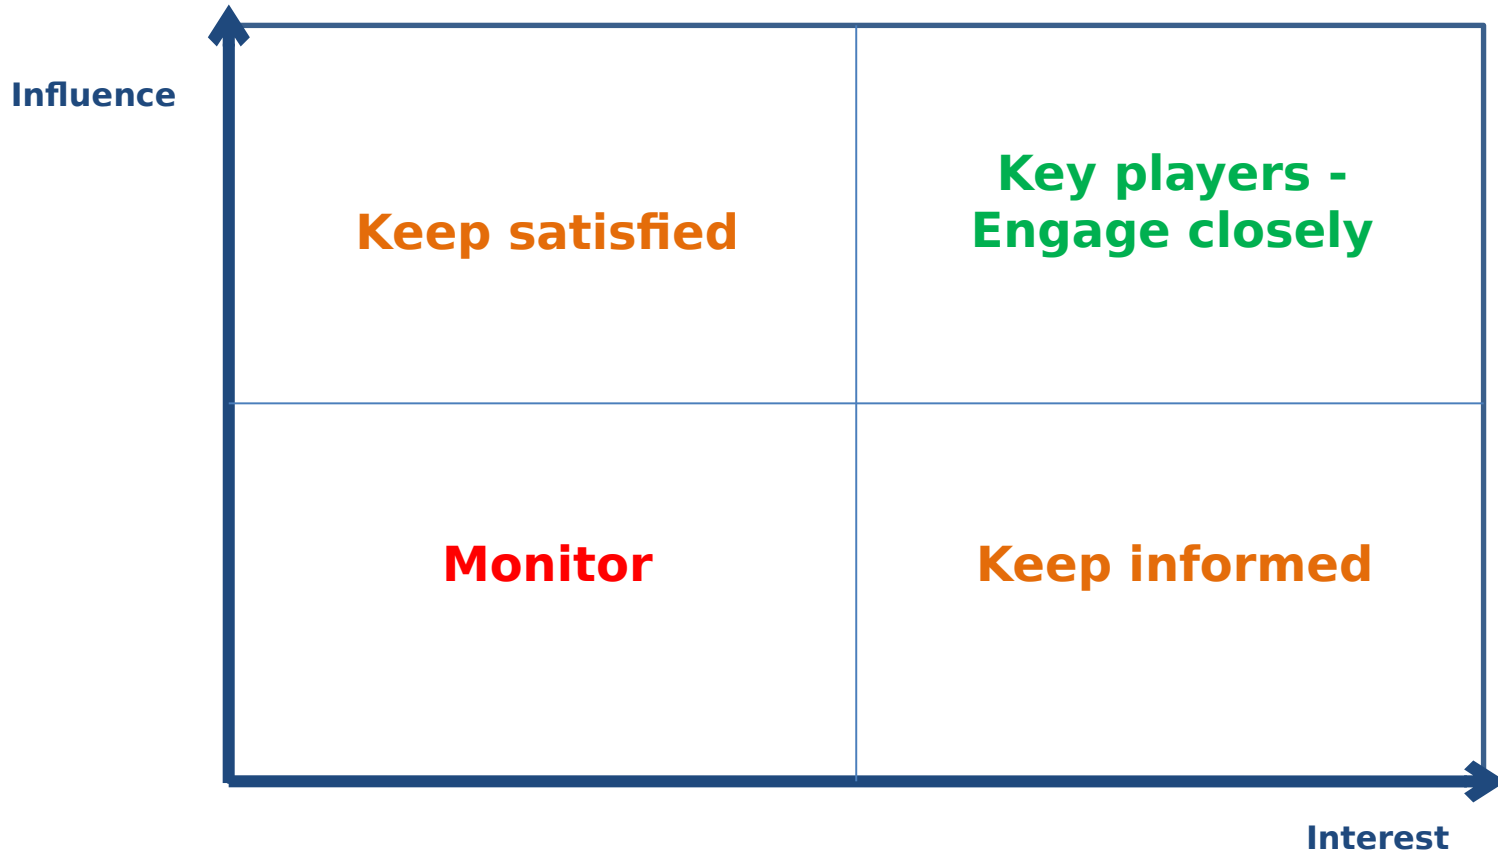 Influence
Keep satisfied
Key players -
Engage closely
Monitor
Keep informed
Interest